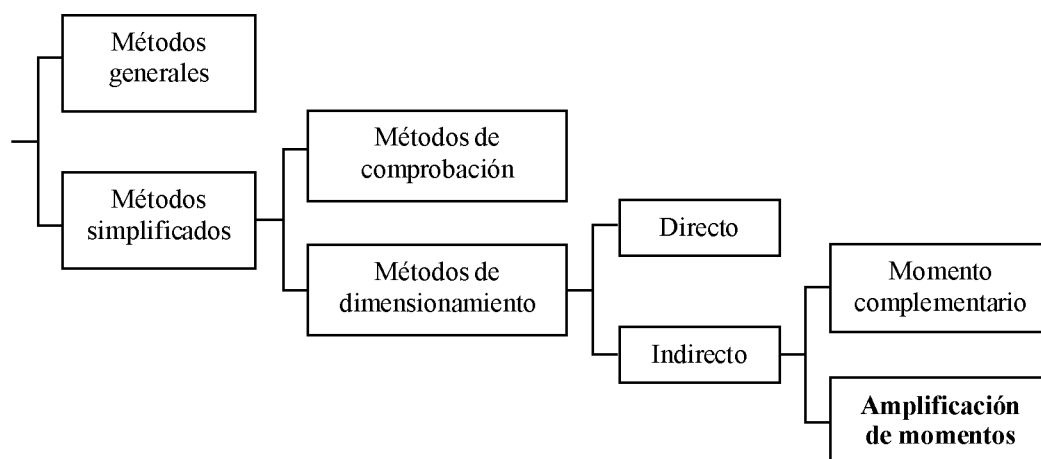 Métodos
generales
Métodos
simplificados
Métodos de
comprobación
Métodos de
dimensionamiento
Directo
Indirecto
Momento
complementario
Amplificación
de momentos